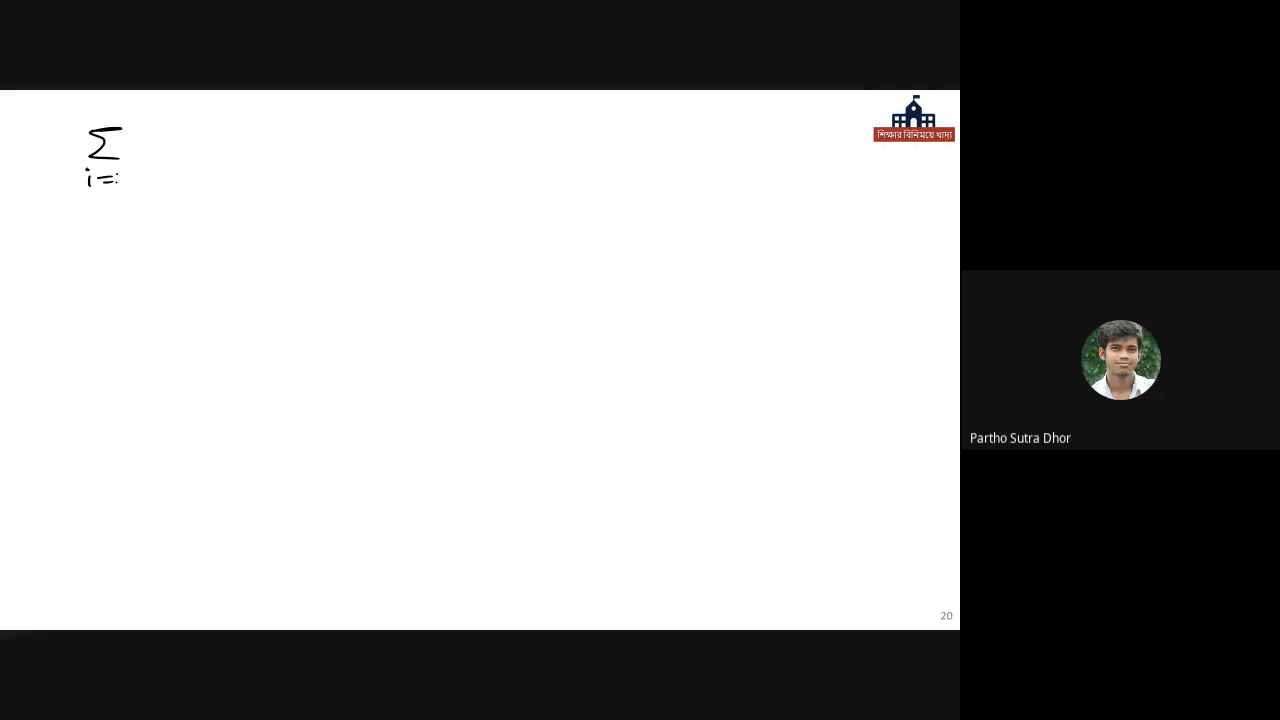 শিক্ষার বিনিময়ে খাদ্য
Σ
i =
Partho Sutra Dhor
20